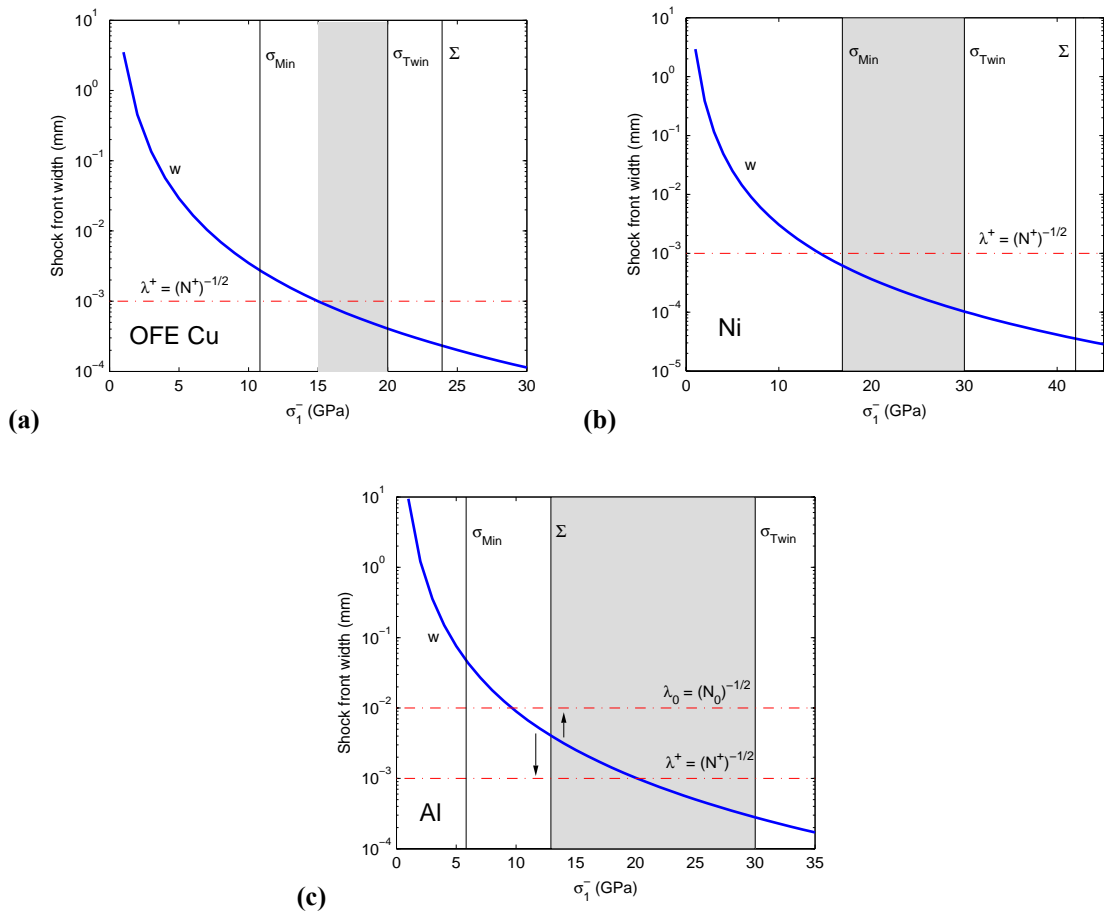 10^1
10^0
10^−1
10^−2
10^−3
10^−4
Shock front width (mm)
σ_Min
σ_Twin
Σ
w
λ^+ = (N^+)^−1/2
OFE Cu
0 5 10 15 20 25 30
σ_1^− (GPa)
(a)
10^1
10^0
10^−1
10^−2
10^−3
10^−4
10^−5
Shock front width (mm)
σ_Min
σ_Twin
Σ
w
λ^+ = (N^+)^−1/2
Ni
0 10 20 30 40
σ_1^− (GPa)
(b)
10^1
10^0
10^−1
10^−2
10^−3
10^−4
Shock front width (mm)
σ_Min
Σ
σ_Twin
w
λ_0 = (N_0)^−1/2
λ^+ = (N^+)^−1/2
Al
0 5 10 15 20 25 30 35
σ_1^− (GPa)
(c)